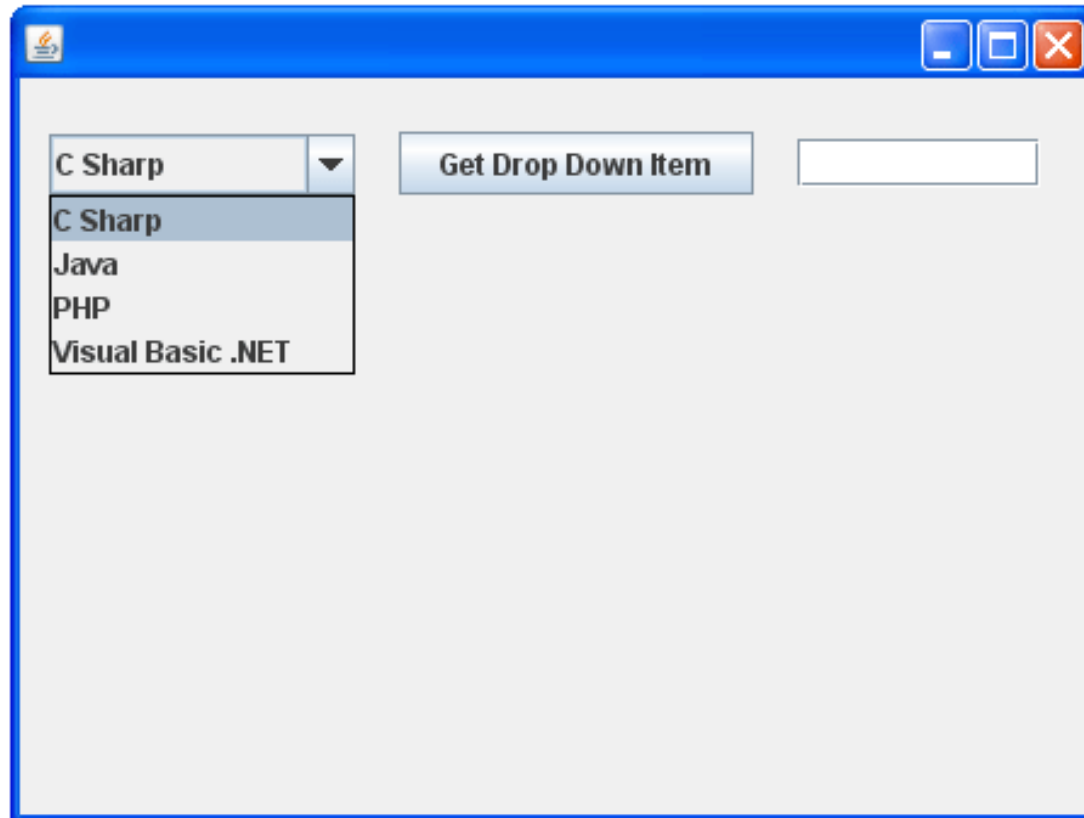 C Sharp
Get Drop Down Item
C Sharp
Java
PHP
Visual Basic .NET